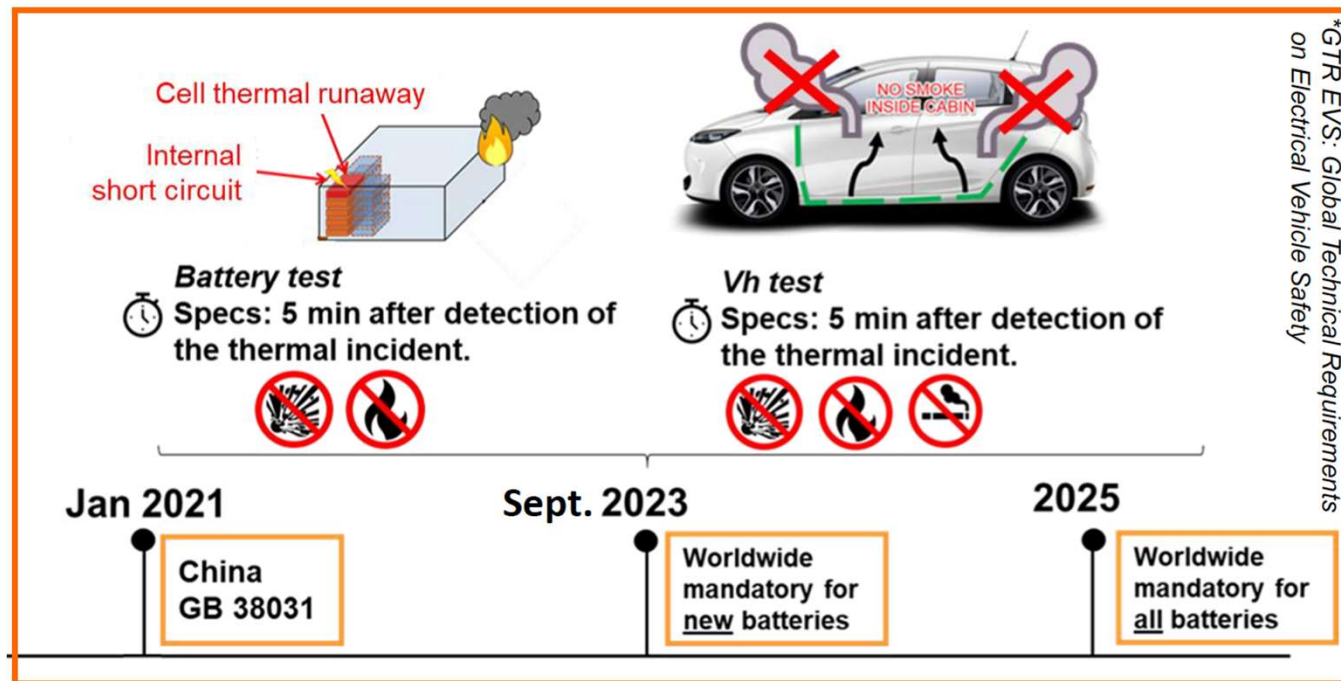 Cell thermal runaway
Internal
short circuit
NO SMOKE
INSIDE CABIN
*GTR EVS: Global Technical Requirements
on Electrical Vehicle Safety
Battery test
Specs: 5 min after detection of
the thermal incident.
Vh test
Specs: 5 min after detection of
the thermal incident.
Jan 2021
Sept. 2023
2025
China
GB 38031
Worldwide
mandatory for
new batteries
Worldwide
mandatory for
all batteries